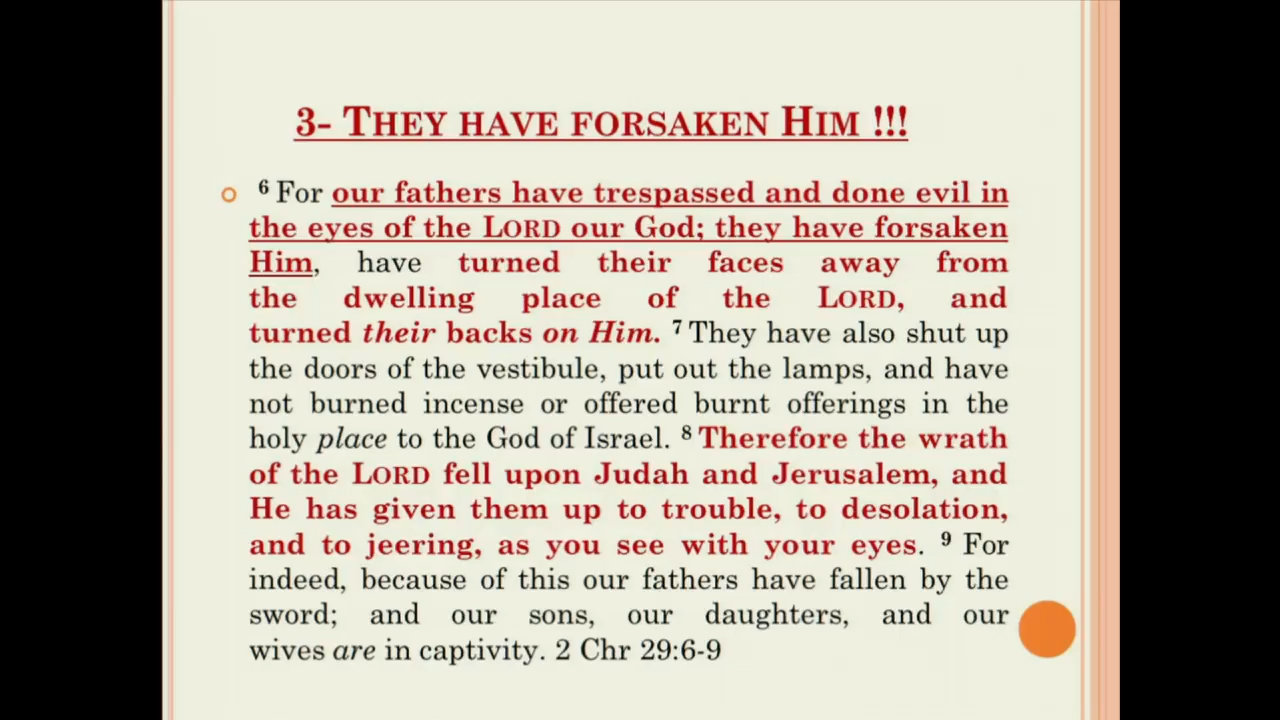 3- THEY HAVE FORSAKEN HIM !!!
⁶ For our fathers have trespassed and done evil in
the eyes of the LORD our God; they have forsaken
Him, have turned their faces away from
the dwelling place of the LORD, and
turned their backs on Him. ⁷ They have also shut up
the doors of the vestibule, put out the lamps, and have
not burned incense or offered burnt offerings in the
holy place to the God of Israel. ⁸ Therefore the wrath
of the LORD fell upon Judah and Jerusalem, and
He has given them up to trouble, to desolation,
and to jeering, as you see with your eyes. ⁹ For
indeed, because of this our fathers have fallen by the
sword; and our sons, our daughters, and our
wives are in captivity. 2 Chr 29:6-9